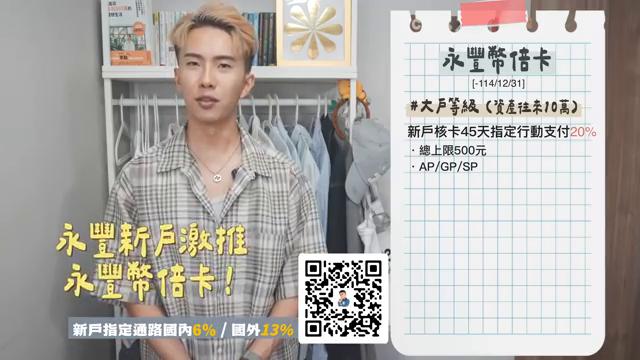 永豐幣倍卡
[-114/12/31]
#大戶等級（資產往來10萬）
新戶核卡45天指定行動支付20%
·總上限500元
·AP/GP/SP
永豐新戶激推
永豐幣倍卡！
新戶指定通路國內6% / 國外13%